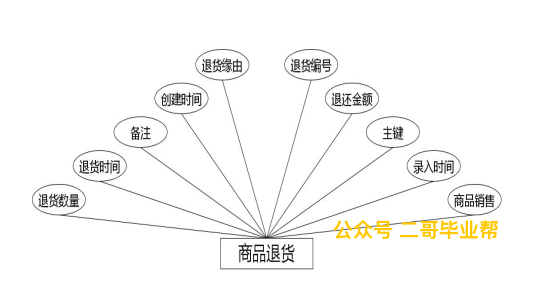 退货缘由
退货编号
创建时间
退还金额
备注
主键
退货时间
录入时间
退货数量
商品销售
公众号 二哥毕业帮
商品退货